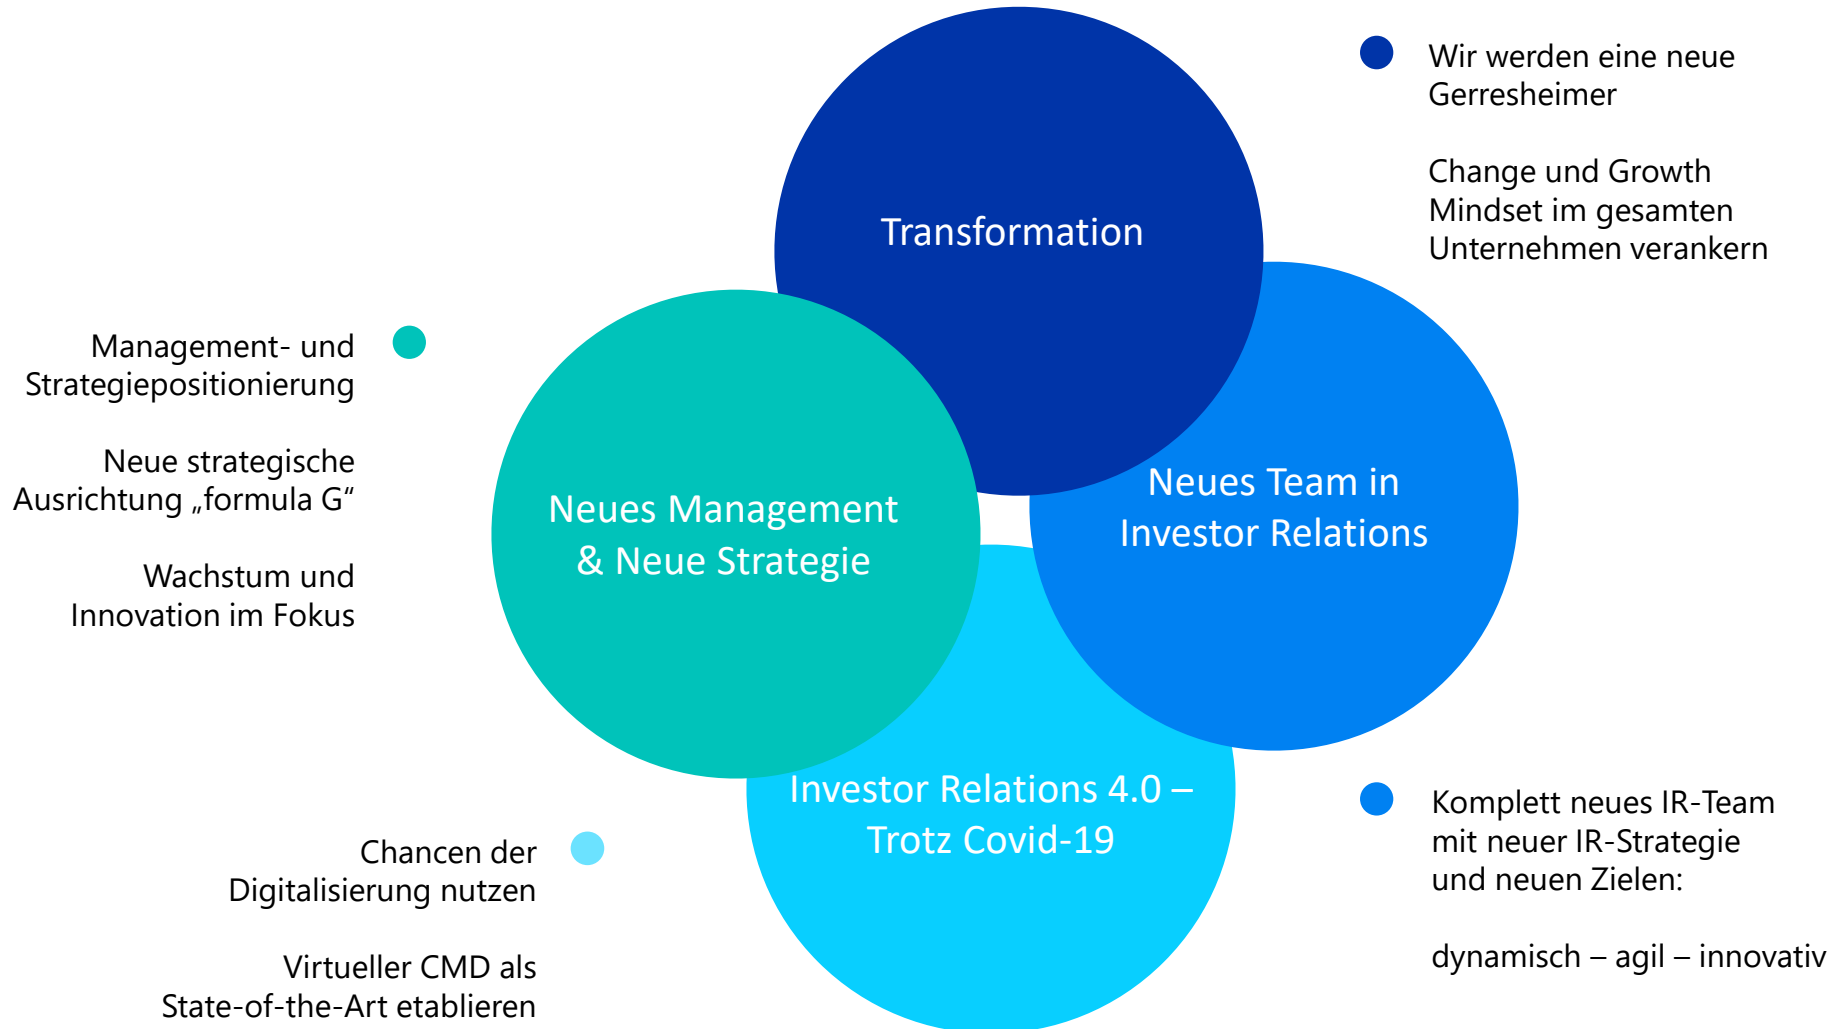 Transformation
Wir werden eine neue
Gerresheimer
Change und Growth
Mindset im gesamten
Unternehmen verankern
Management- und
Strategiepositionierung
Neue strategische
Ausrichtung „formula G“
Wachstum und
Innovation im Fokus
Neues Management
& Neue Strategie
Neues Team in
Investor Relations
Investor Relations 4.0 –
Trotz Covid-19
Chancen der
Digitalisierung nutzen
Virtueller CMD als
State-of-the-Art etablieren
Komplett neues IR-Team
mit neuer IR-Strategie
und neuen Zielen:
dynamisch – agil – innovativ